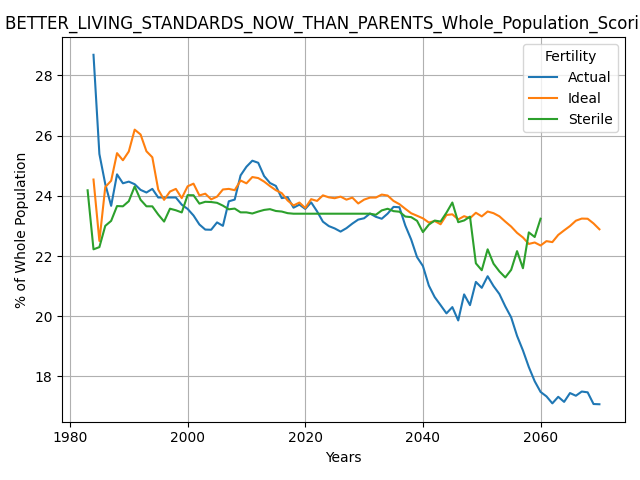 BETTER_LIVING_STANDARDS_NOW_THAN_PARENTS_Whole_Population_Scori
Fertility
Actual
Ideal
Sterile
% of Whole Population
28
26
24
22
20
18
1980
2000
2020
2040
2060
Years